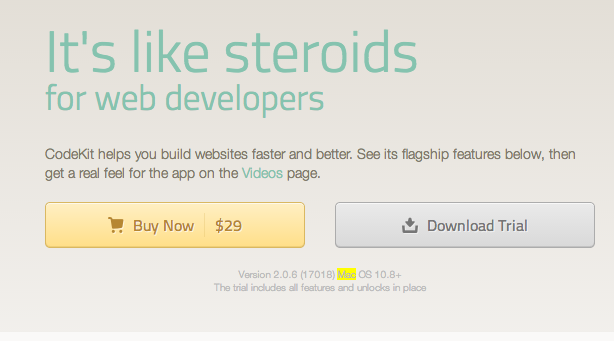 It's like steroids
for web developers
CodeKit helps you build websites faster and better. See its flagship features below, then
get a real feel for the app on the Videos page.
Buy Now $29
Download Trial
Version 2.0.6 (17018) Mac OS 10.8+
The trial includes all features and unlocks in place